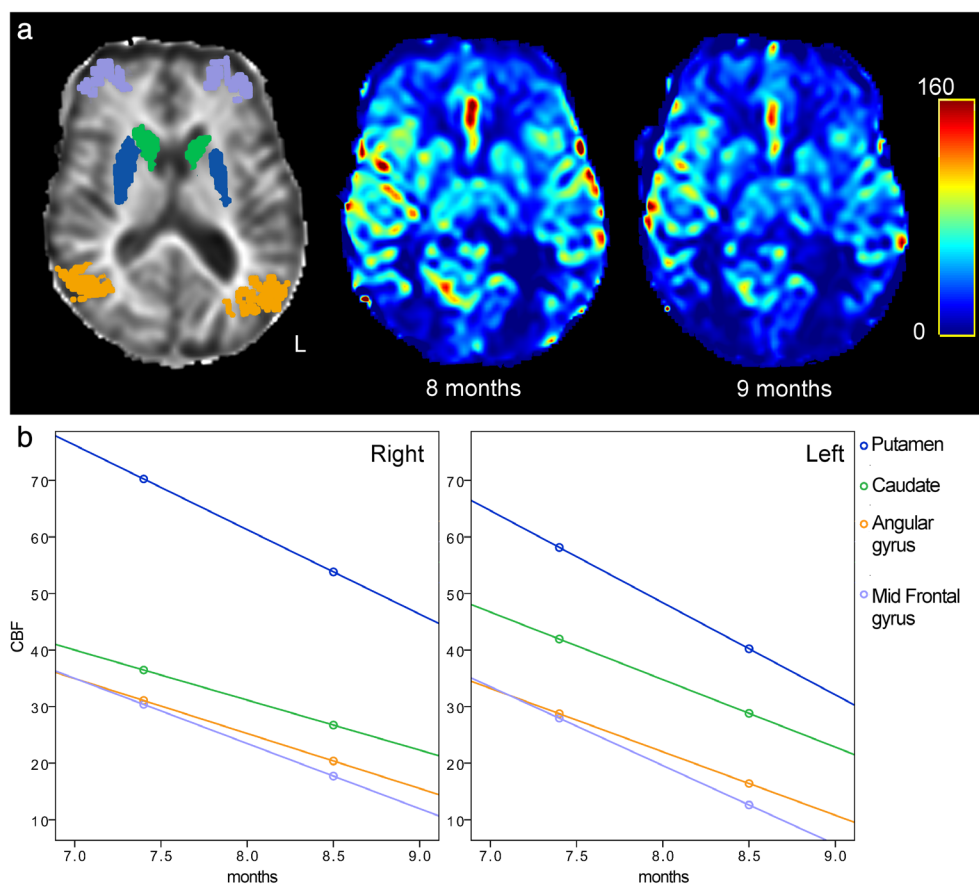 a
160
0
L
8 months
9 months
b
Right
Left
Putamen
Caudate
Angular
gyrus
Mid Frontal
gyrus
CBF
70
60
50
40
30
20
10
7.0 7.5 8.0 8.5 9.0
months
70
60
50
40
30
20
10
7.0 7.5 8.0 8.5 9.0
months